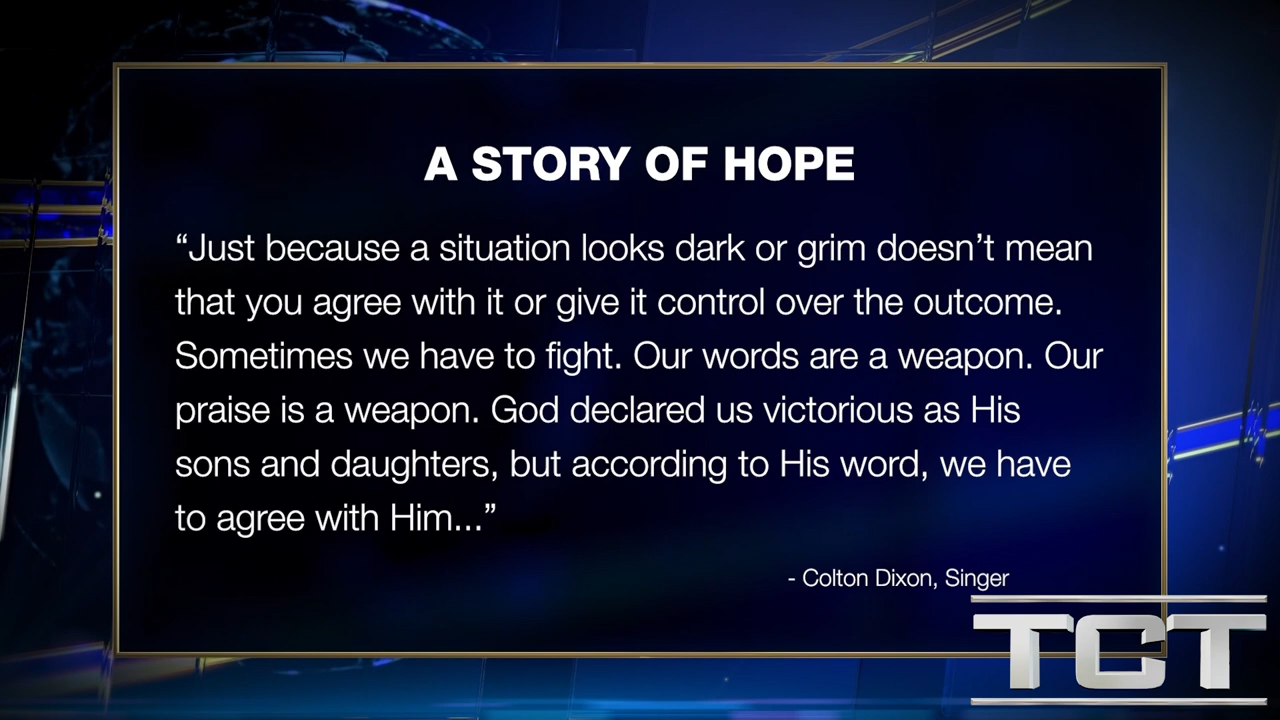 A STORY OF HOPE
“Just because a situation looks dark or grim doesn’t mean
that you agree with it or give it control over the outcome.
Sometimes we have to fight. Our words are a weapon. Our
praise is a weapon. God declared us victorious as His
sons and daughters, but according to His word, we have
to agree with Him...”
- Colton Dixon, Singer
TCT